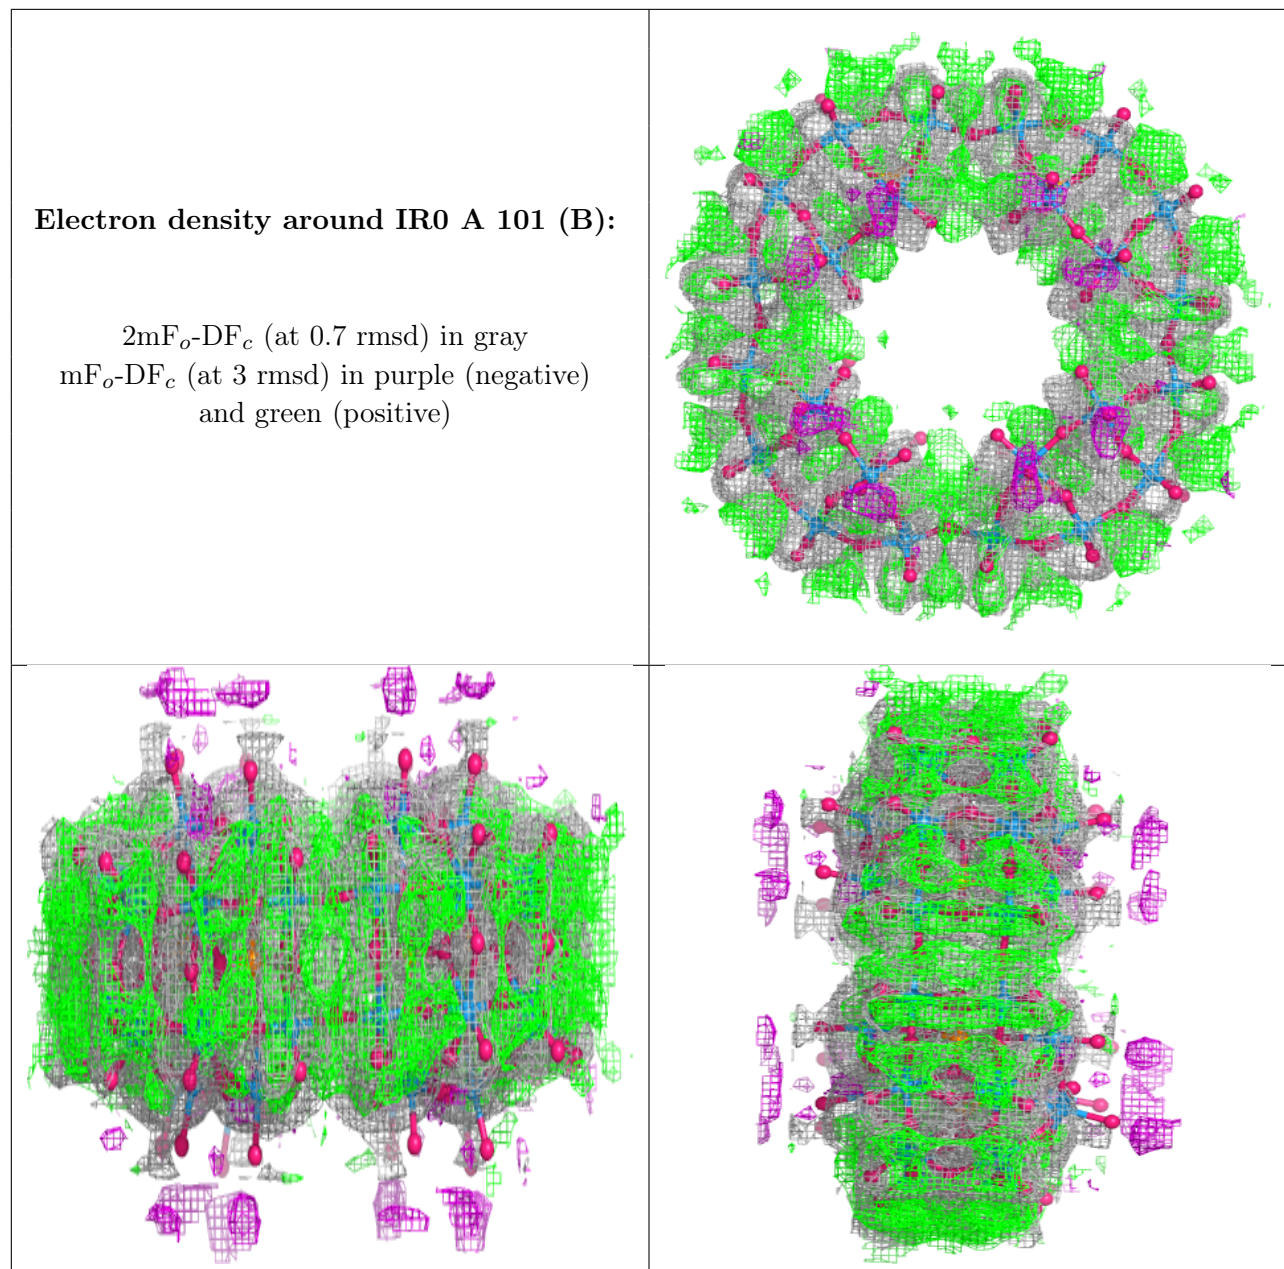 Electron density around IR0 A 101 (B):
2mFo-DFc (at 0.7 rmsd) in gray
mFo-DFc (at 3 rmsd) in purple (negative)
and green (positive)